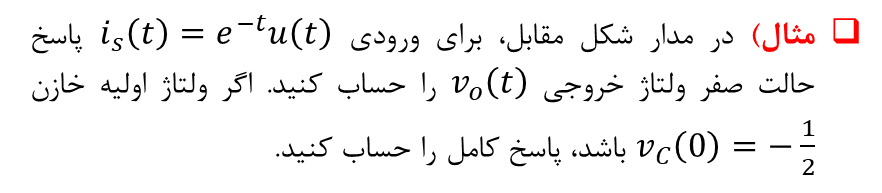 ❑ مثال) در مدار شکل مقابل، برای ورودی $i_s(t) = e^{-t}u(t)$ پاسخ
حالت صفر ولتاژ خروجی $v_o(t)$ را حساب کنید. اگر ولتاژ اولیه خازن
$v_C(0) = -\frac{1}{2}$ باشد، پاسخ کامل را حساب کنید.